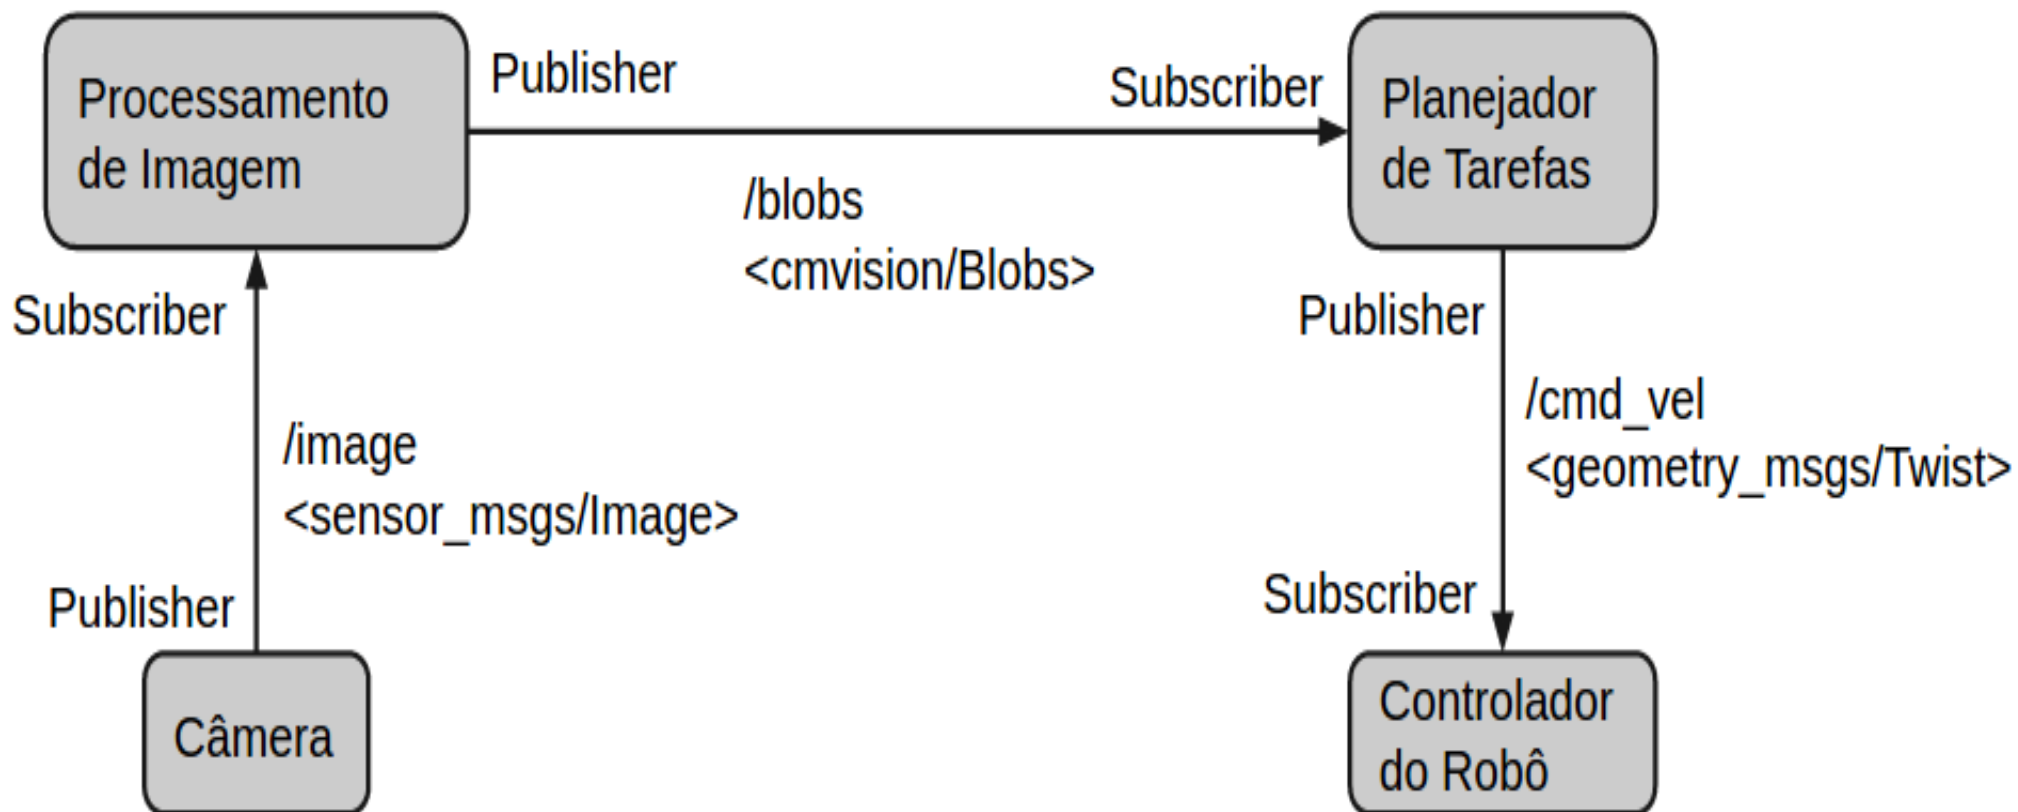 Processamento
de Imagem
Publisher
Subscriber
Planejador
de Tarefas
/blobs
<cmvision/Blobs>
Subscriber
Publisher
/image
<sensor_msgs/Image>
/cmd_vel
<geometry_msgs/Twist>
Publisher
Subscriber
Câmera
Controlador
do Robô